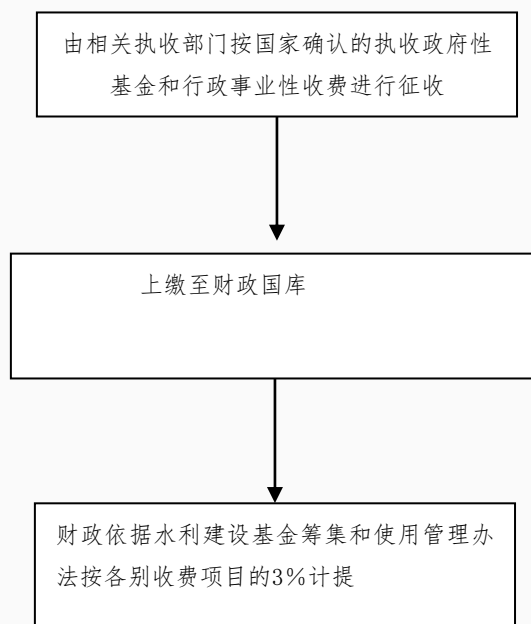 由相关执收部门按国家确认的执收政府性
基金和行政事业性收费进行征收
上缴至财政国库
财政依据水利建设基金筹集和使用管理办
法按各别收费项目的3%计提